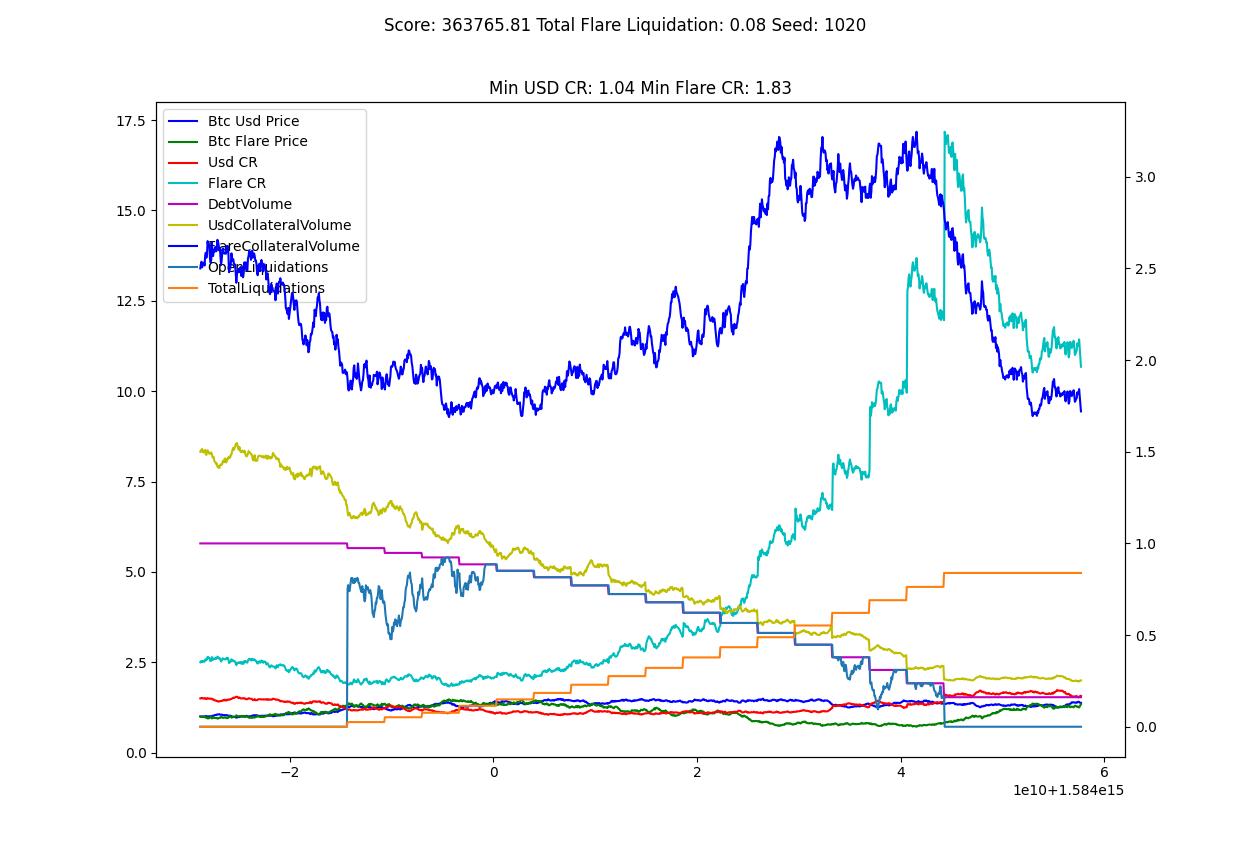 Score: 363765.81 Total Flare Liquidation: 0.08 Seed: 1020
Min USD CR: 1.04 Min Flare CR: 1.83
17.5
15.0
12.5
10.0
7.5
5.0
2.5
0.0
Btc Usd Price
Btc Flare Price
Usd CR
Flare CR
DebtVolume
UsdCollateralVolume
FlareCollateralVolume
OpenLiquidations
TotalLiquidations
3.0
2.5
2.0
1.5
1.0
0.5
0.0
−2
0
2
4
6
1e10+1.584e15